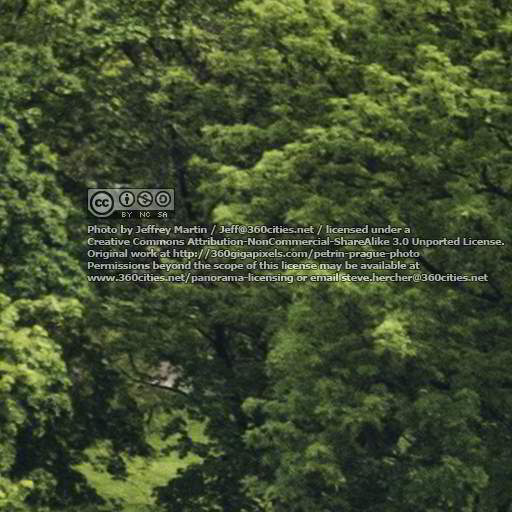 cc
BY NC SA
Photo by Jeffrey Martin / Jeff@360cities.net / licensed under a
Creative Commons Attribution-NonCommercial-ShareAlike 3.0 Unported License.
Original work at http://360gigapixels.com/petrin-prague-photo
Permissions beyond the scope of this license may be available at
www.360cities.net/panorama-licensing or email steve.hercher@360cities.net